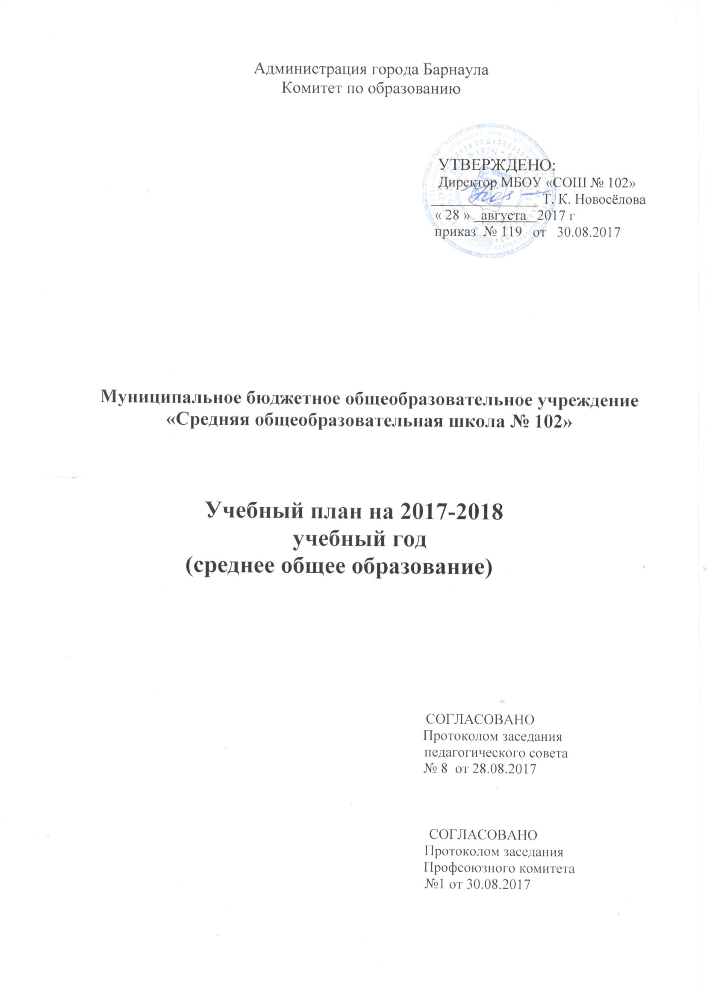 Администрация города Барнаула
Комитет по образованию
УТВЕРЖДЕНО:
Директор МБОУ «СОШ № 102»
Т. К. Новосёлова
« 28 » августа 2017 г
приказ № 119 от 30.08.2017
Муниципальное бюджетное общеобразовательное учреждение
«Средняя общеобразовательная школа № 102»
Учебный план на 2017-2018
учебный год
(среднее общее образование)
СОГЛАСОВАНО
Протоколом заседания
педагогического совета
№ 8 от 28.08.2017
СОГЛАСОВАНО
Протоколом заседания
Профсоюзного комитета
№1 от 30.08.2017